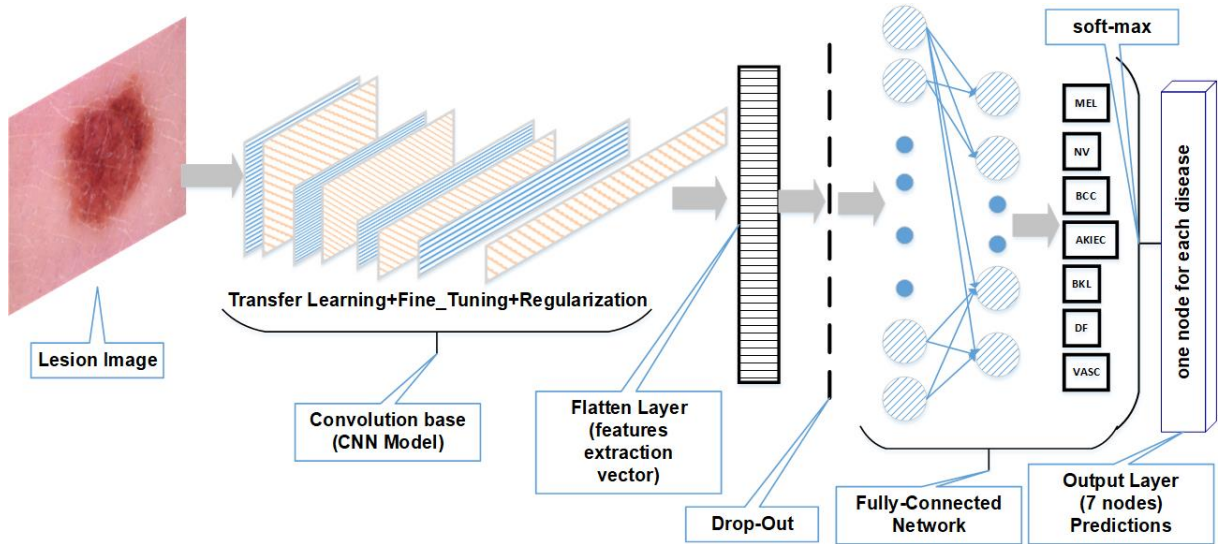 soft-max
MEL
NV
BCC
AKIEC
BKL
DF
VASC
one node for each disease
Transfer Learning+Fine_Tuning+Regularization
Lesion Image
Convolution base
(CNN Model)
Flatten Layer
(features
extraction
vector)
Drop-Out
Fully-Connected
Network
Output Layer
(7 nodes)
Predictions